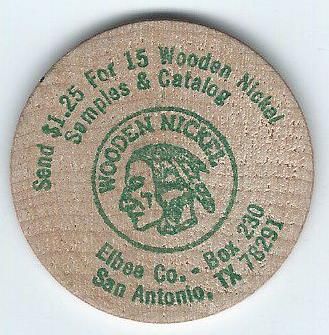 Send $1.25 For 15 Wooden Nickel
Samples & Catalog
WOODEN NICKEL
Elbee Co. - Box 230
San Antonio, TX 78291